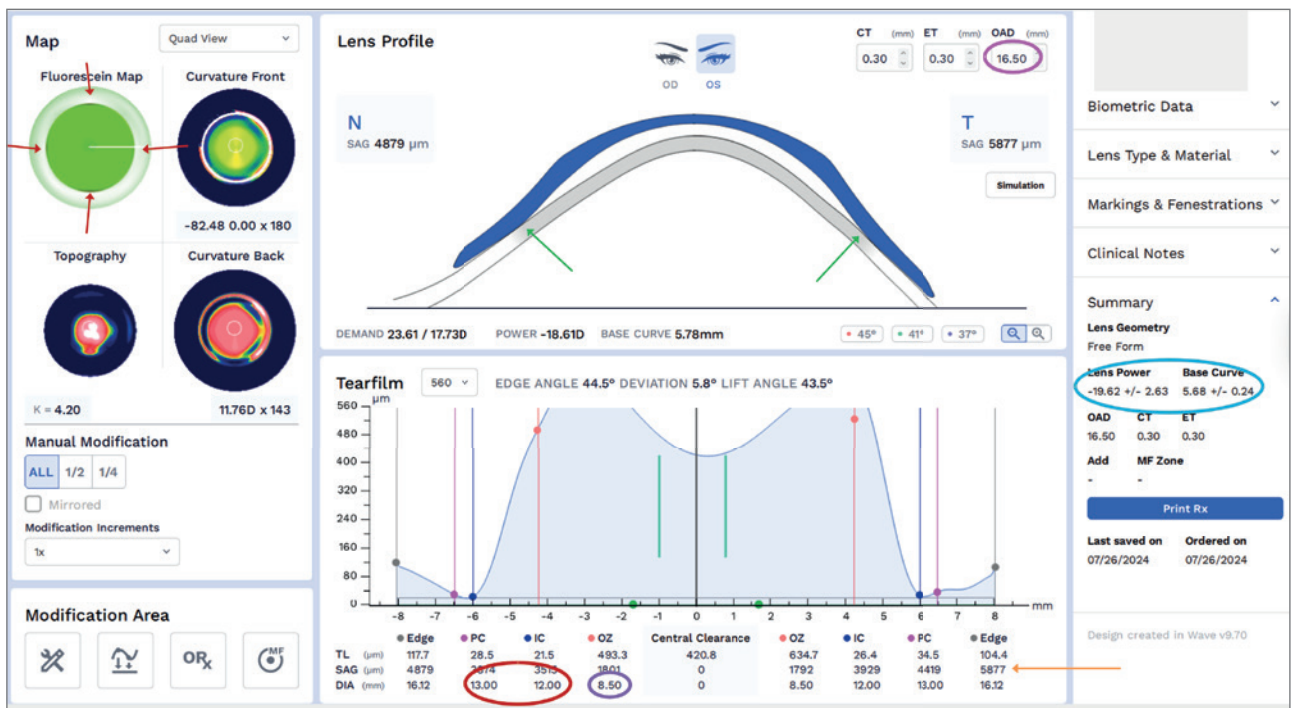 Map
Quad View
Fluorescein Map
Curvature Front
-82.48 0.00 x 180
Topography
Curvature Back
K = 4.20
11.76D x 143
Manual Modification
ALL 1/2 1/4
Mirrored
Modification Increments
1x
Modification Area
ORx
MF
Lens Profile
OD OS
CT (mm) ET (mm) OAD (mm)
0.30 0.30 16.50
N
SAG 4879 µm
T
SAG 5877 µm
Simulation
DEMAND 23.61 / 17.73D POWER -18.61D BASE CURVE 5.78mm
45° 41° 37°
Tearfilm 560 EDGE ANGLE 44.5° DEVIATION 5.8° LIFT ANGLE 43.5°
µm
560
480
400
320
240
160
80
0
-8 -7 -6 -5 -4 -3 -2 -1 0 1 2 3 4 5 6 7 8 mm
Edge PC IC OZ Central Clearance OZ IC PC Edge
TL (µm) 117.7 28.5 21.5 493.3 420.8 634.7 26.4 34.5 104.4
SAG (µm) 4879 3513 1801 0 1792 3929 4419 5877
DIA (mm) 16.12 13.00 12.00 8.50 0 8.50 12.00 13.00 16.12
Biometric Data
Lens Type & Material
Markings & Fenestrations
Clinical Notes
Summary
Lens Geometry
Free Form
Lens Power Base Curve
-19.62 +/- 2.63 5.68 +/- 0.24
OAD CT ET
16.50 0.30 0.30
Add MF Zone
- -
Print Rx
Last saved on Ordered on
07/26/2024 07/26/2024
Design created in Wave v9.70